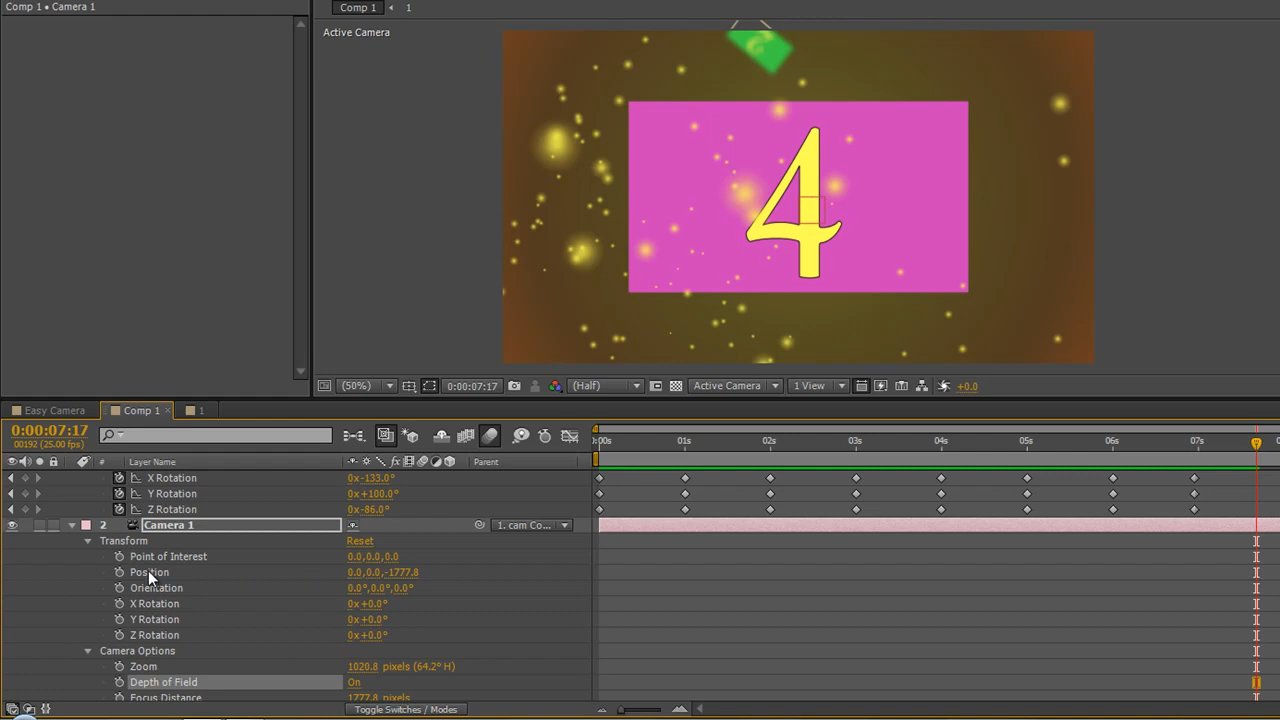 Comp 1 • Camera 1
Comp 1 1
Active Camera
4
(50%) 0:00:07:17 (Half) Active Camera 1 View +0.0
Easy Camera Comp 1 × 1
0:00:07:17
00192 (25.00 fps)
:00s 01s 02s 03s 04s 05s 06s 07s
# Layer Name fx Parent
X Rotation 0x-133.0°
Y Rotation 0x+100.0°
Z Rotation 0x-86.0°
2 Camera 1 1. cam Co...
Transform Reset
Point of Interest 0.0,0.0,0.0
Position 0.0,0.0,-1777.8
Orientation 0.0°,0.0°,0.0°
X Rotation 0x+0.0°
Y Rotation 0x+0.0°
Z Rotation 0x+0.0°
Camera Options
Zoom 1020.8 pixels (64.2° H)
Depth of Field On
Focus Distance 1777.8 pixels
Toggle Switches / Modes